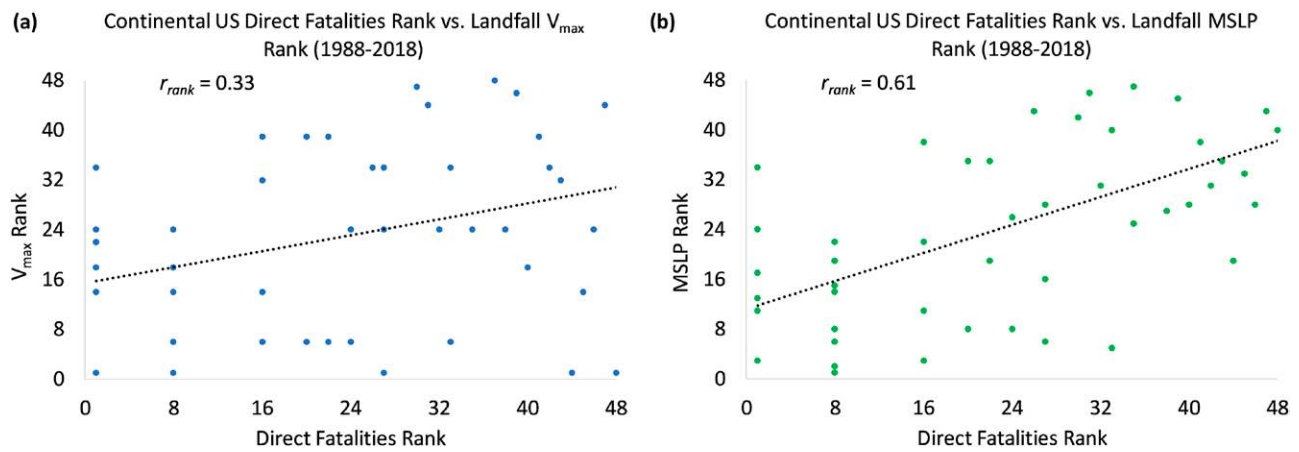 (a)
Continental US Direct Fatalities Rank vs. Landfall Vmax
Rank (1988-2018)
rrank = 0.33
48
40
32
24
16
8
0
Vmax Rank
0 8 16 24 32 40 48
Direct Fatalities Rank
(b)
Continental US Direct Fatalities Rank vs. Landfall MSLP
Rank (1988-2018)
rrank = 0.61
48
40
32
24
16
8
0
MSLP Rank
0 8 16 24 32 40 48
Direct Fatalities Rank